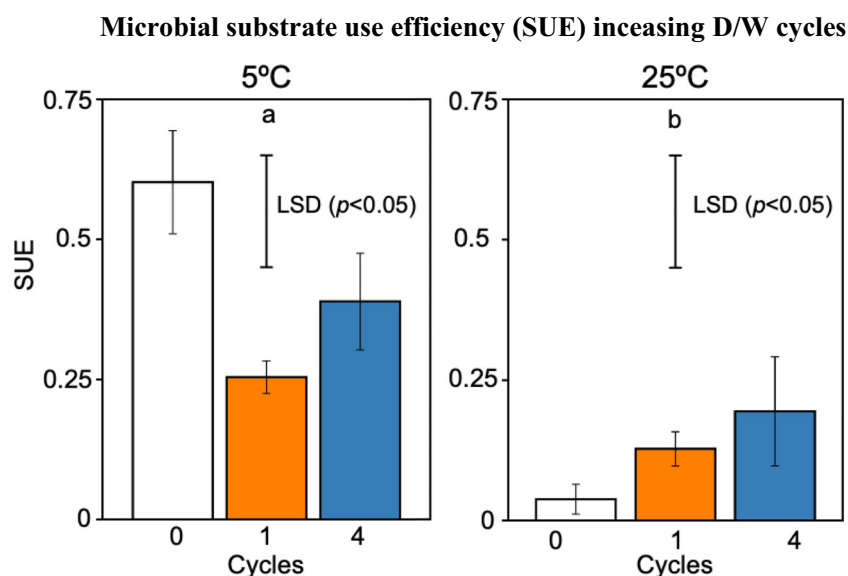 Microbial substrate use efficiency (SUE) inceasing D/W cycles
5ºC
25ºC
0.75
a
LSD (p<0.05)
0.5
SUE
0.25
0
0
1
4
Cycles
0.75
b
LSD (p<0.05)
0.5
0.25
0
0
1
4
Cycles